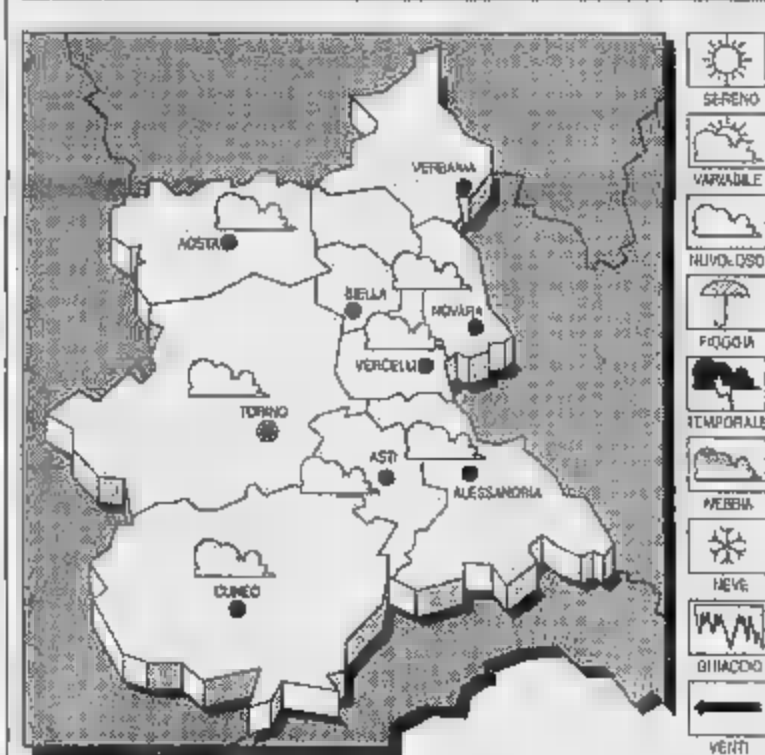 VERBANIA
AOSTA
BIELLA
NOVARA
VERCELLI
TORINO
ASTI
ALESSANDRIA
CUNEO
SERENO
VARIABILE
NUVOLOSO
PIOGGIA
TEMPORALE
NEBBIA
NEVE
GHIACCIO
VENTI